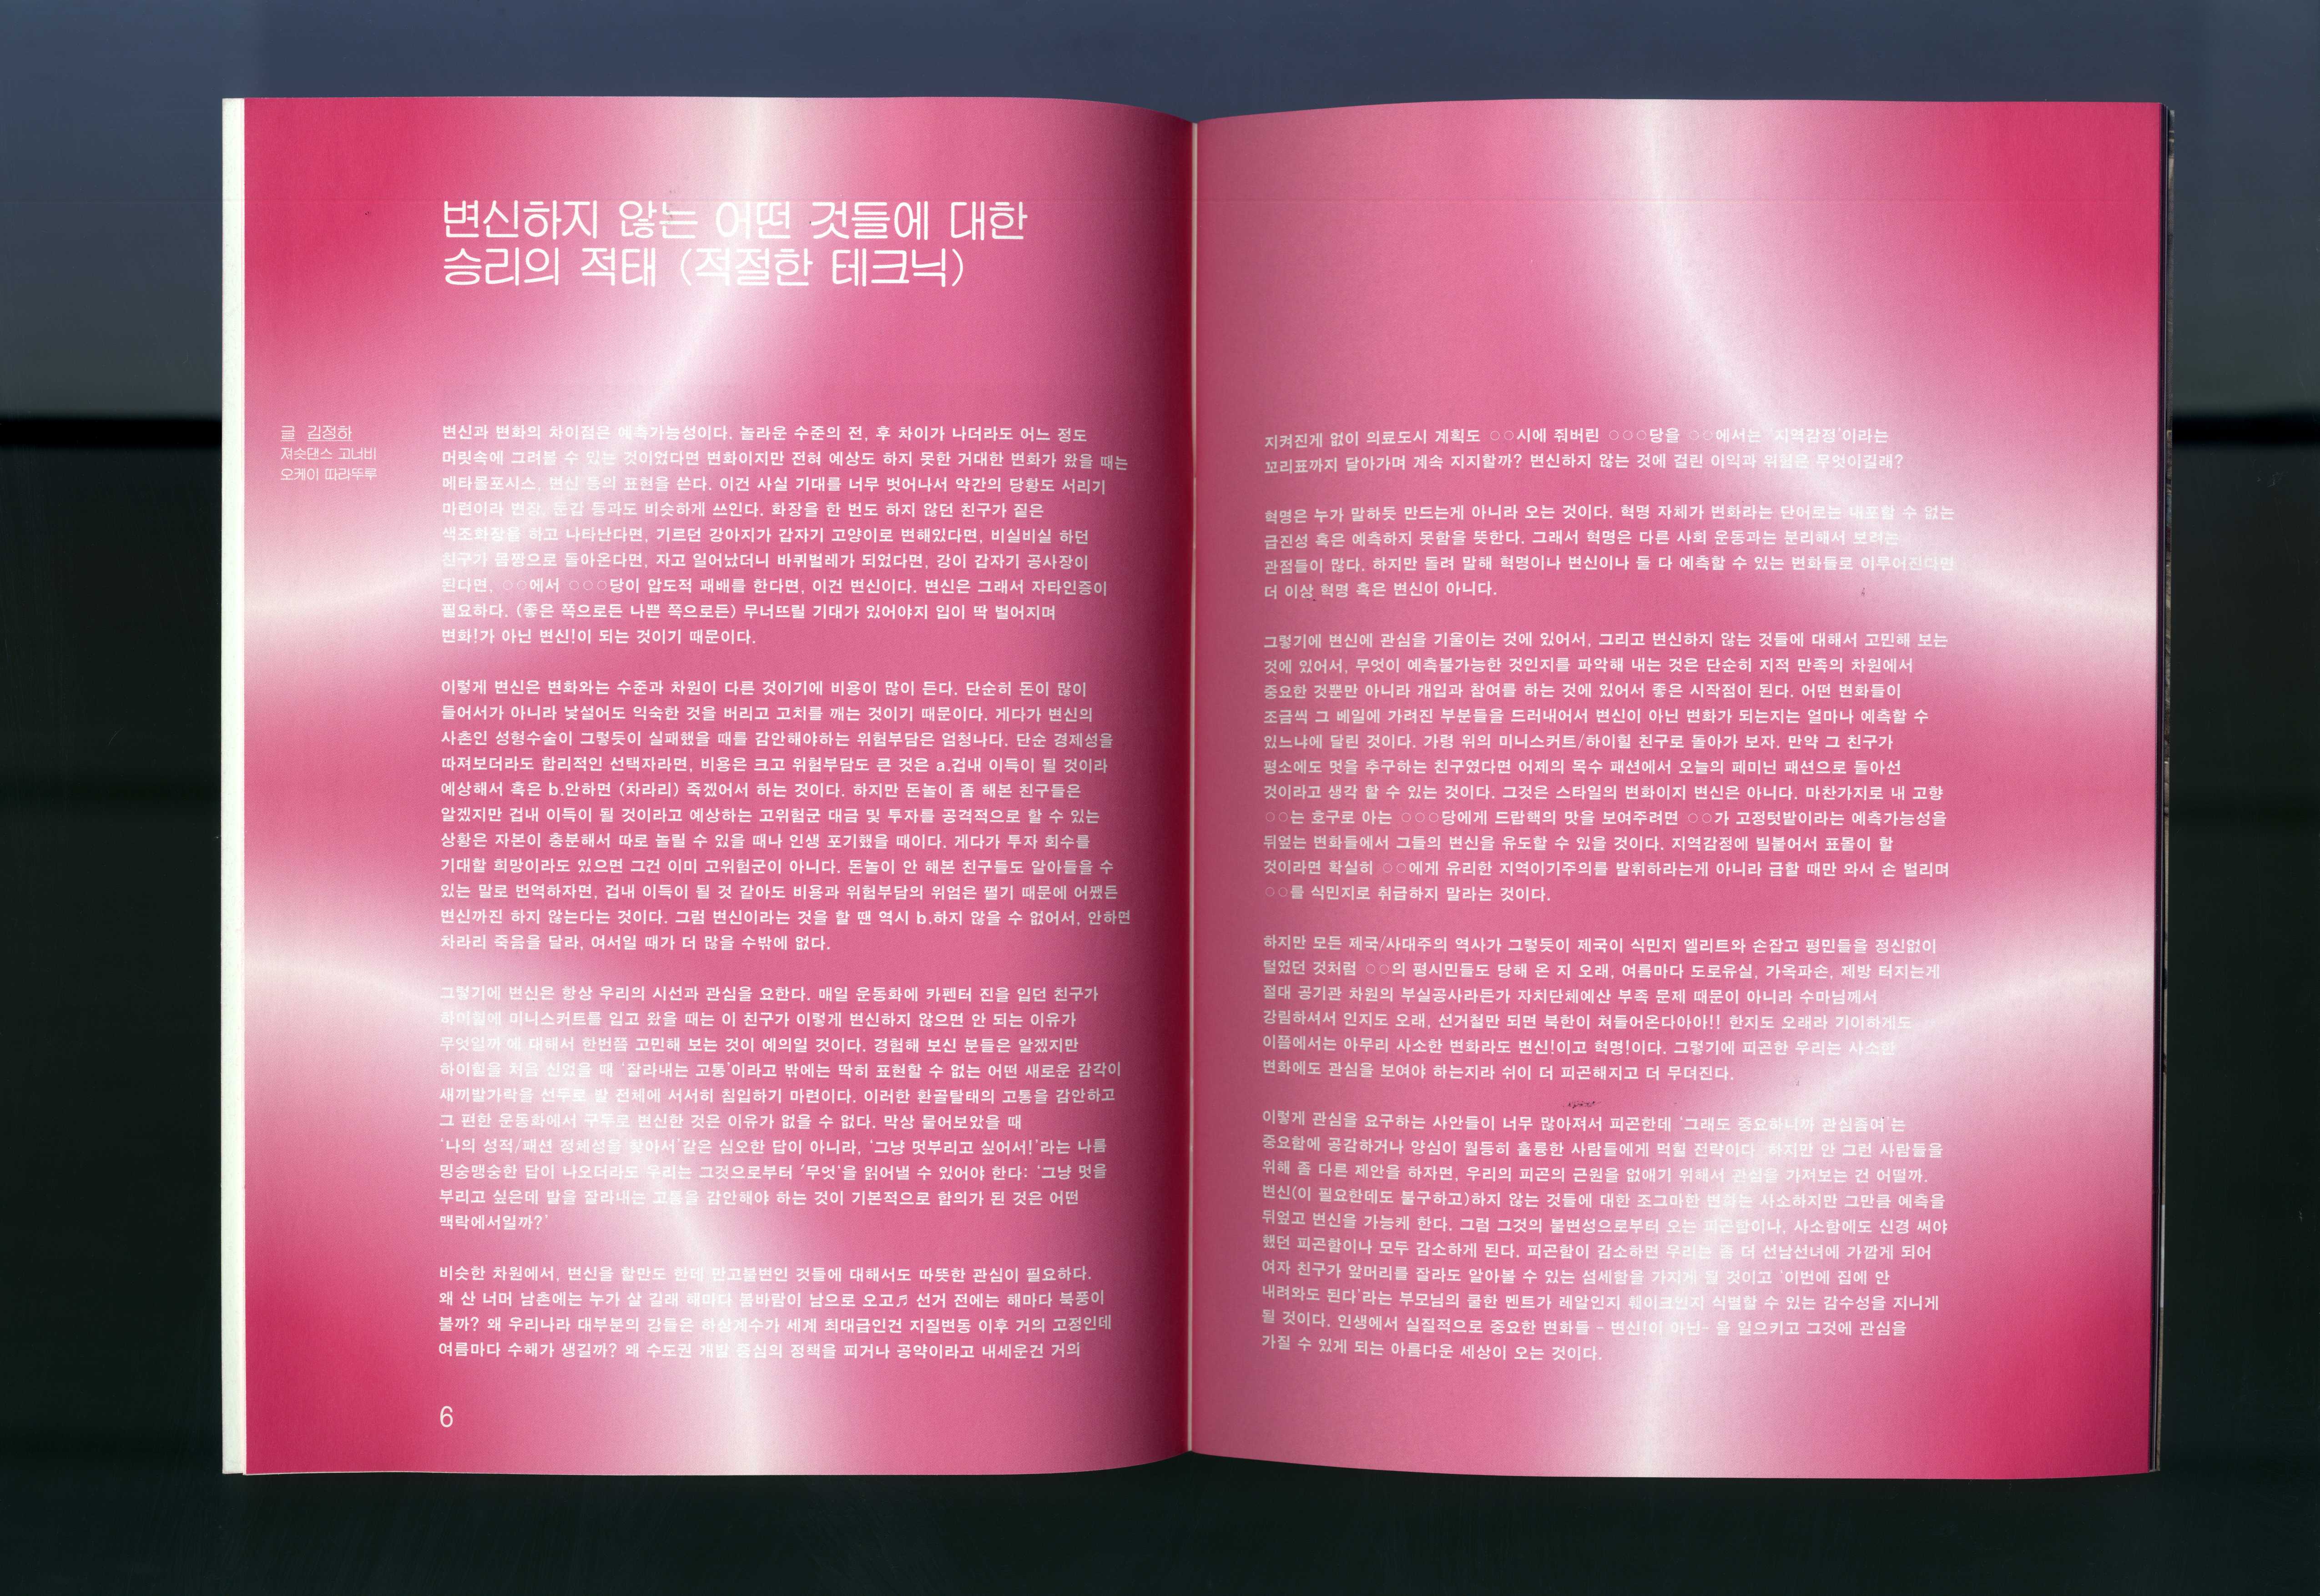 변신하지 않는 어떤 것들에 대한
승리의 적태 (적절한 테크닉)
글 김정하
져슷댄스 고너비
오케이 따라뚜루
변신과 변화의 차이점은 예측가능성이다. 놀라운 수준의 전, 후 차이가 나더라도 어느 정도
머릿속에 그려볼 수 있는 것이었다면 변화이지만 전혀 예상도 하지 못한 거대한 변화가 왔을 때는
메타몰포시스, 변신 등의 표현을 쓴다. 이건 사실 기대를 너무 벗어나서 약간의 당황도 서리기
마련이라 변장, 둔갑 등과도 비슷하게 쓰인다. 화장을 한 번도 하지 않던 친구가 짙은
색조화장을 하고 나타난다면, 기르던 강아지가 갑자기 고양이로 변해있다면, 비실비실 하던
친구가 몸짱으로 돌아온다면, 자고 일어났더니 바퀴벌레가 되었다면, 강이 갑자기 공사장이
된다면, ○○에서 ○○○당이 압도적 패배를 한다면, 이건 변신이다. 변신은 그래서 자타인증이
필요하다. (좋은 쪽으로든 나쁜 쪽으로든) 무너뜨릴 기대가 있어야지 입이 딱 벌어지며
변화!가 아닌 변신!이 되는 것이기 때문이다.
이렇게 변신은 변화와는 수준과 차원이 다른 것이기에 비용이 많이 든다. 단순히 돈이 많이
들어서가 아니라 낯설어도 익숙한 것을 버리고 고치를 깨는 것이기 때문이다. 게다가 변신의
사촌인 성형수술이 그렇듯이 실패했을 때를 감안해야하는 위험부담은 엄청나다. 단순 경제성을
따져보더라도 합리적인 선택자라면, 비용은 크고 위험부담도 큰 것은 a.겁내 이득이 될 것이라
예상해서 혹은 b.안하면 (차라리) 죽겠어서 하는 것이다. 하지만 돈놀이 좀 해본 친구들은
알겠지만 겁내 이득이 될 것이라고 예상하는 고위험군 대금 및 투자를 공격적으로 할 수 있는
상황은 자본이 충분해서 따로 놀릴 수 있을 때나 인생 포기했을 때이다. 게다가 투자 회수를
기대할 희망이라도 있으면 그건 이미 고위험군이 아니다. 돈놀이 안 해본 친구들도 알아들을 수
있는 말로 번역하자면, 겁내 이득이 될 것 같아도 비용과 위험부담의 위엄은 쩔기 때문에 어쨌든
변신까진 하지 않는다는 것이다. 그럼 변신이라는 것을 할 땐 역시 b.하지 않을 수 없어서, 안하면
차라리 죽음을 달라, 여서일 때가 더 많을 수밖에 없다.
그렇기에 변신은 항상 우리의 시선과 관심을 요한다. 매일 운동화에 카펜터 진을 입던 친구가
하이힐에 미니스커트를 입고 왔을 때는 이 친구가 이렇게 변신하지 않으면 안 되는 이유가
무엇일까 에 대해서 한번쯤 고민해 보는 것이 예의일 것이다. 경험해 보신 분들은 알겠지만
하이힐을 처음 신었을 때 ‘잘라내는 고통’이라고 밖에는 딱히 표현할 수 없는 어떤 새로운 감각이
새끼발가락을 선두로 발 전체에 서서히 침입하기 마련이다. 이러한 환골탈태의 고통을 감안하고
그 편한 운동화에서 구두로 변신한 것은 이유가 없을 수 없다. 막상 물어보았을 때
‘나의 성적/패션 정체성을 찾아서’같은 심오한 답이 아니라, ‘그냥 멋부리고 싶어서!’라는 나름
밍숭맹숭한 답이 나오더라도 우리는 그것으로부터 ‘무엇‘을 읽어낼 수 있어야 한다: ‘그냥 멋을
부리고 싶은데 발을 잘라내는 고통을 감안해야 하는 것이 기본적으로 합의가 된 것은 어떤
맥락에서일까?’
비슷한 차원에서, 변신을 할만도 한데 만고불변인 것들에 대해서도 따뜻한 관심이 필요하다.
왜 산 너머 남촌에는 누가 살 길래 해마다 봄바람이 남으로 오고♬ 선거 전에는 해마다 북풍이
불까? 왜 우리나라 대부분의 강들은 하상계수가 세계 최대급인건 지질변동 이후 거의 고정인데
여름마다 수해가 생길까? 왜 수도권 개발 중심의 정책을 피거나 공약이라고 내세운건 거의
6
지켜진게 없이 의료도시 계획도 ○○시에 줘버린 ○○○당을 ○○에서는 ‘지역감정’이라는
꼬리표까지 달아가며 계속 지지할까? 변신하지 않는 것에 걸린 이익과 위험은 무엇이길래?
혁명은 누가 말하듯 만드는게 아니라 오는 것이다. 혁명 자체가 변화라는 단어로는 내포할 수 없는
급진성 혹은 예측하지 못함을 뜻한다. 그래서 혁명은 다른 사회 운동과는 분리해서 보려는
관점들이 많다. 하지만 돌려 말해 혁명이나 변신이나 둘 다 예측할 수 있는 변화들로 이루어진다면
더 이상 혁명 혹은 변신이 아니다.
그렇기에 변신에 관심을 기울이는 것에 있어서, 그리고 변신하지 않는 것들에 대해서 고민해 보는
것에 있어서, 무엇이 예측불가능한 것인지를 파악해 내는 것은 단순히 지적 만족의 차원에서
중요한 것뿐만 아니라 개입과 참여를 하는 것에 있어서 좋은 시작점이 된다. 어떤 변화들이
조금씩 그 베일에 가려진 부분들을 드러내어서 변신이 아닌 변화가 되는지는 얼마나 예측할 수
있느냐에 달린 것이다. 가령 위의 미니스커트/하이힐 친구로 돌아가 보자. 만약 그 친구가
평소에도 멋을 추구하는 친구였다면 어제의 목수 패션에서 오늘의 페미닌 패션으로 돌아선
것이라고 생각 할 수 있는 것이다. 그것은 스타일의 변화이지 변신은 아니다. 마찬가지로 내 고향
○○는 호구로 아는 ○○○당에게 드랍핵의 맛을 보여주려면 ○○가 고정텃밭이라는 예측가능성을
뒤엎는 변화들에서 그들의 변신을 유도할 수 있을 것이다. 지역감정에 빌붙어서 표몰이 할
것이라면 확실히 ○○에게 유리한 지역이기주의를 발휘하라는게 아니라 급할 때만 와서 손 벌리며
○○를 식민지로 취급하지 말라는 것이다.
하지만 모든 제국/사대주의 역사가 그렇듯이 제국이 식민지 엘리트와 손잡고 평민들을 정신없이
털었던 것처럼 ○○의 평시민들도 당해 온 지 오래, 여름마다 도로유실, 가옥파손, 제방 터지는게
절대 공기관 차원의 부실공사라든가 자치단체예산 부족 문제 때문이 아니라 수마님께서
강림하셔서 인지도 오래, 선거철만 되면 북한이 쳐들어온다아아!! 한지도 오래라 기이하게도
이쯤에서는 아무리 사소한 변화라도 변신!이고 혁명!이다. 그렇기에 피곤한 우리는 사소한
변화에도 관심을 보여야 하는지라 쉬이 더 피곤해지고 더 무뎌진다.
이렇게 관심을 요구하는 사안들이 너무 많아져서 피곤한데 ‘그래도 중요하니까 관심좀여’는
중요함에 공감하거나 양심이 월등히 훌륭한 사람들에게 먹힐 전략이다. 하지만 안 그런 사람들을
위해 좀 다른 제안을 하자면, 우리의 피곤의 근원을 없애기 위해서 관심을 가져보는 건 어떨까.
변신(이 필요한데도 불구하고)하지 않는 것들에 대한 조그마한 변화는 사소하지만 그만큼 예측을
뒤엎고 변신을 가능케 한다. 그럼 그것의 불변성으로부터 오는 피곤함이나, 사소함에도 신경 써야
했던 피곤함이나 모두 감소하게 된다. 피곤함이 감소하면 우리는 좀 더 선남선녀에 가깝게 되어
여자 친구가 앞머리를 잘라도 알아볼 수 있는 섬세함을 가지게 될 것이고 ‘이번에 집에 안
내려와도 된다’라는 부모님의 쿨한 멘트가 레알인지 훼이크인지 식별할 수 있는 감수성을 지니게
될 것이다. 인생에서 실질적으로 중요한 변화들 - 변신!이 아닌- 을 일으키고 그것에 관심을
가질 수 있게 되는 아름다운 세상이 오는 것이다.